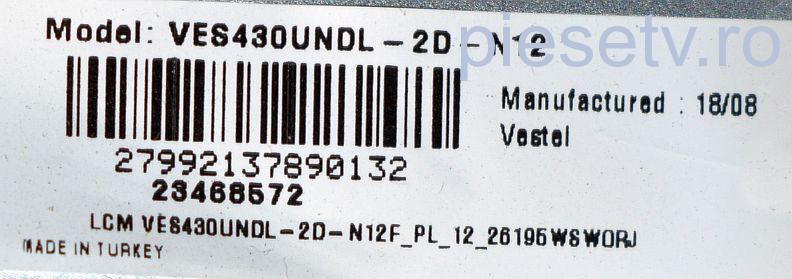 Model: VES430UNDL-2D-N12
piesetv.ro
Manufactured : 18/08
Vestel
27992137890132
23468572
LCM VES430UNDL-2D-N12F_PL_12_26195WSWORJ
MADE IN TURKEY